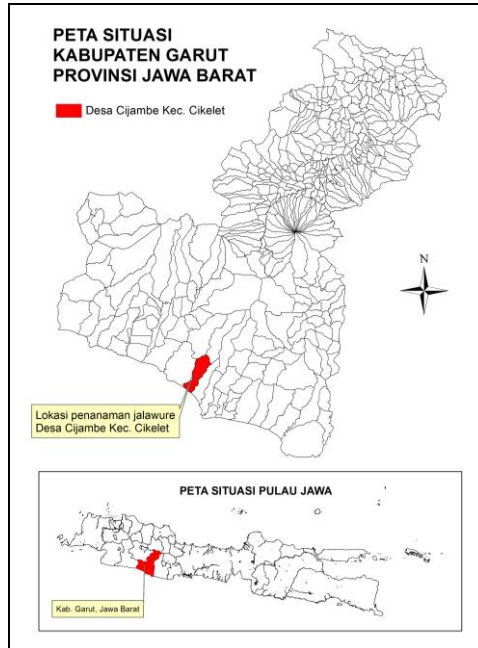 PETA SITUASI
KABUPATEN GARUT
PROVINSI JAWA BARAT
Desa Cijambe Kec. Cikelet
N
Lokasi penanaman jalawure
Desa Cijambe Kec. Cikelet
PETA SITUASI PULAU JAWA
Kab. Garut, Jawa Barat